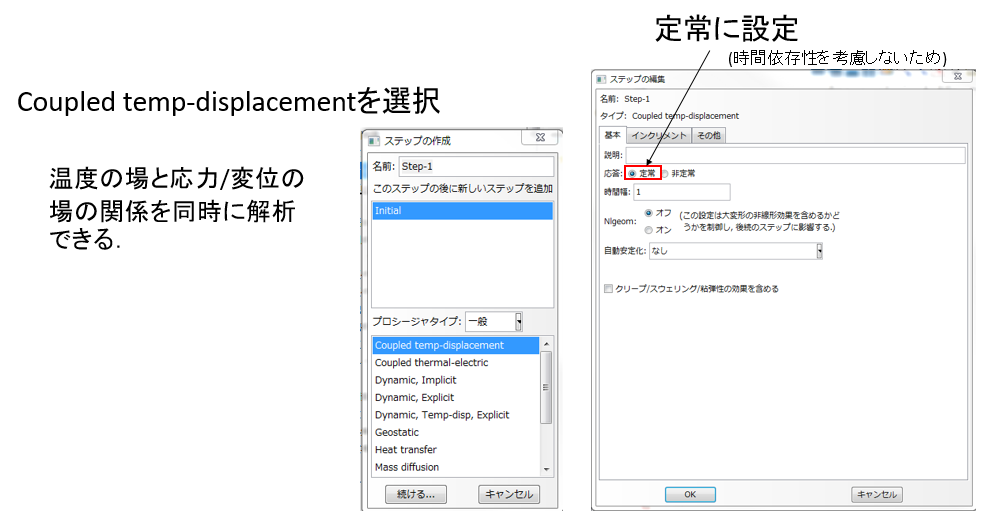 定常に設定
(時間依存性を考慮しないため)
Coupled temp-displacementを選択
温度の場と応力/変位の
場の関係を同時に解析
できる.
ステップの作成
名前: Step-1
このステップの後に新しいステップを追加
Initial
プロシージャタイプ: 一般
Coupled temp-displacement
Coupled thermal-electric
Dynamic, Implicit
Dynamic, Explicit
Dynamic, Temp-disp, Explicit
Geostatic
Heat transfer
Mass diffusion
続ける... キャンセル
ステップの編集
名前: Step-1
タイプ: Coupled temp-displacement
基本 インクリメント その他
説明:
応答: 定常 非定常
時間幅: 1
Nlgeom: オフ (この設定は大変形の非線形効果を含めるかど
オン うかを制御し, 後続のステップに影響する.)
自動安定化: なし
クリープ/スウェリング/粘弾性の効果を含める
OK キャンセル